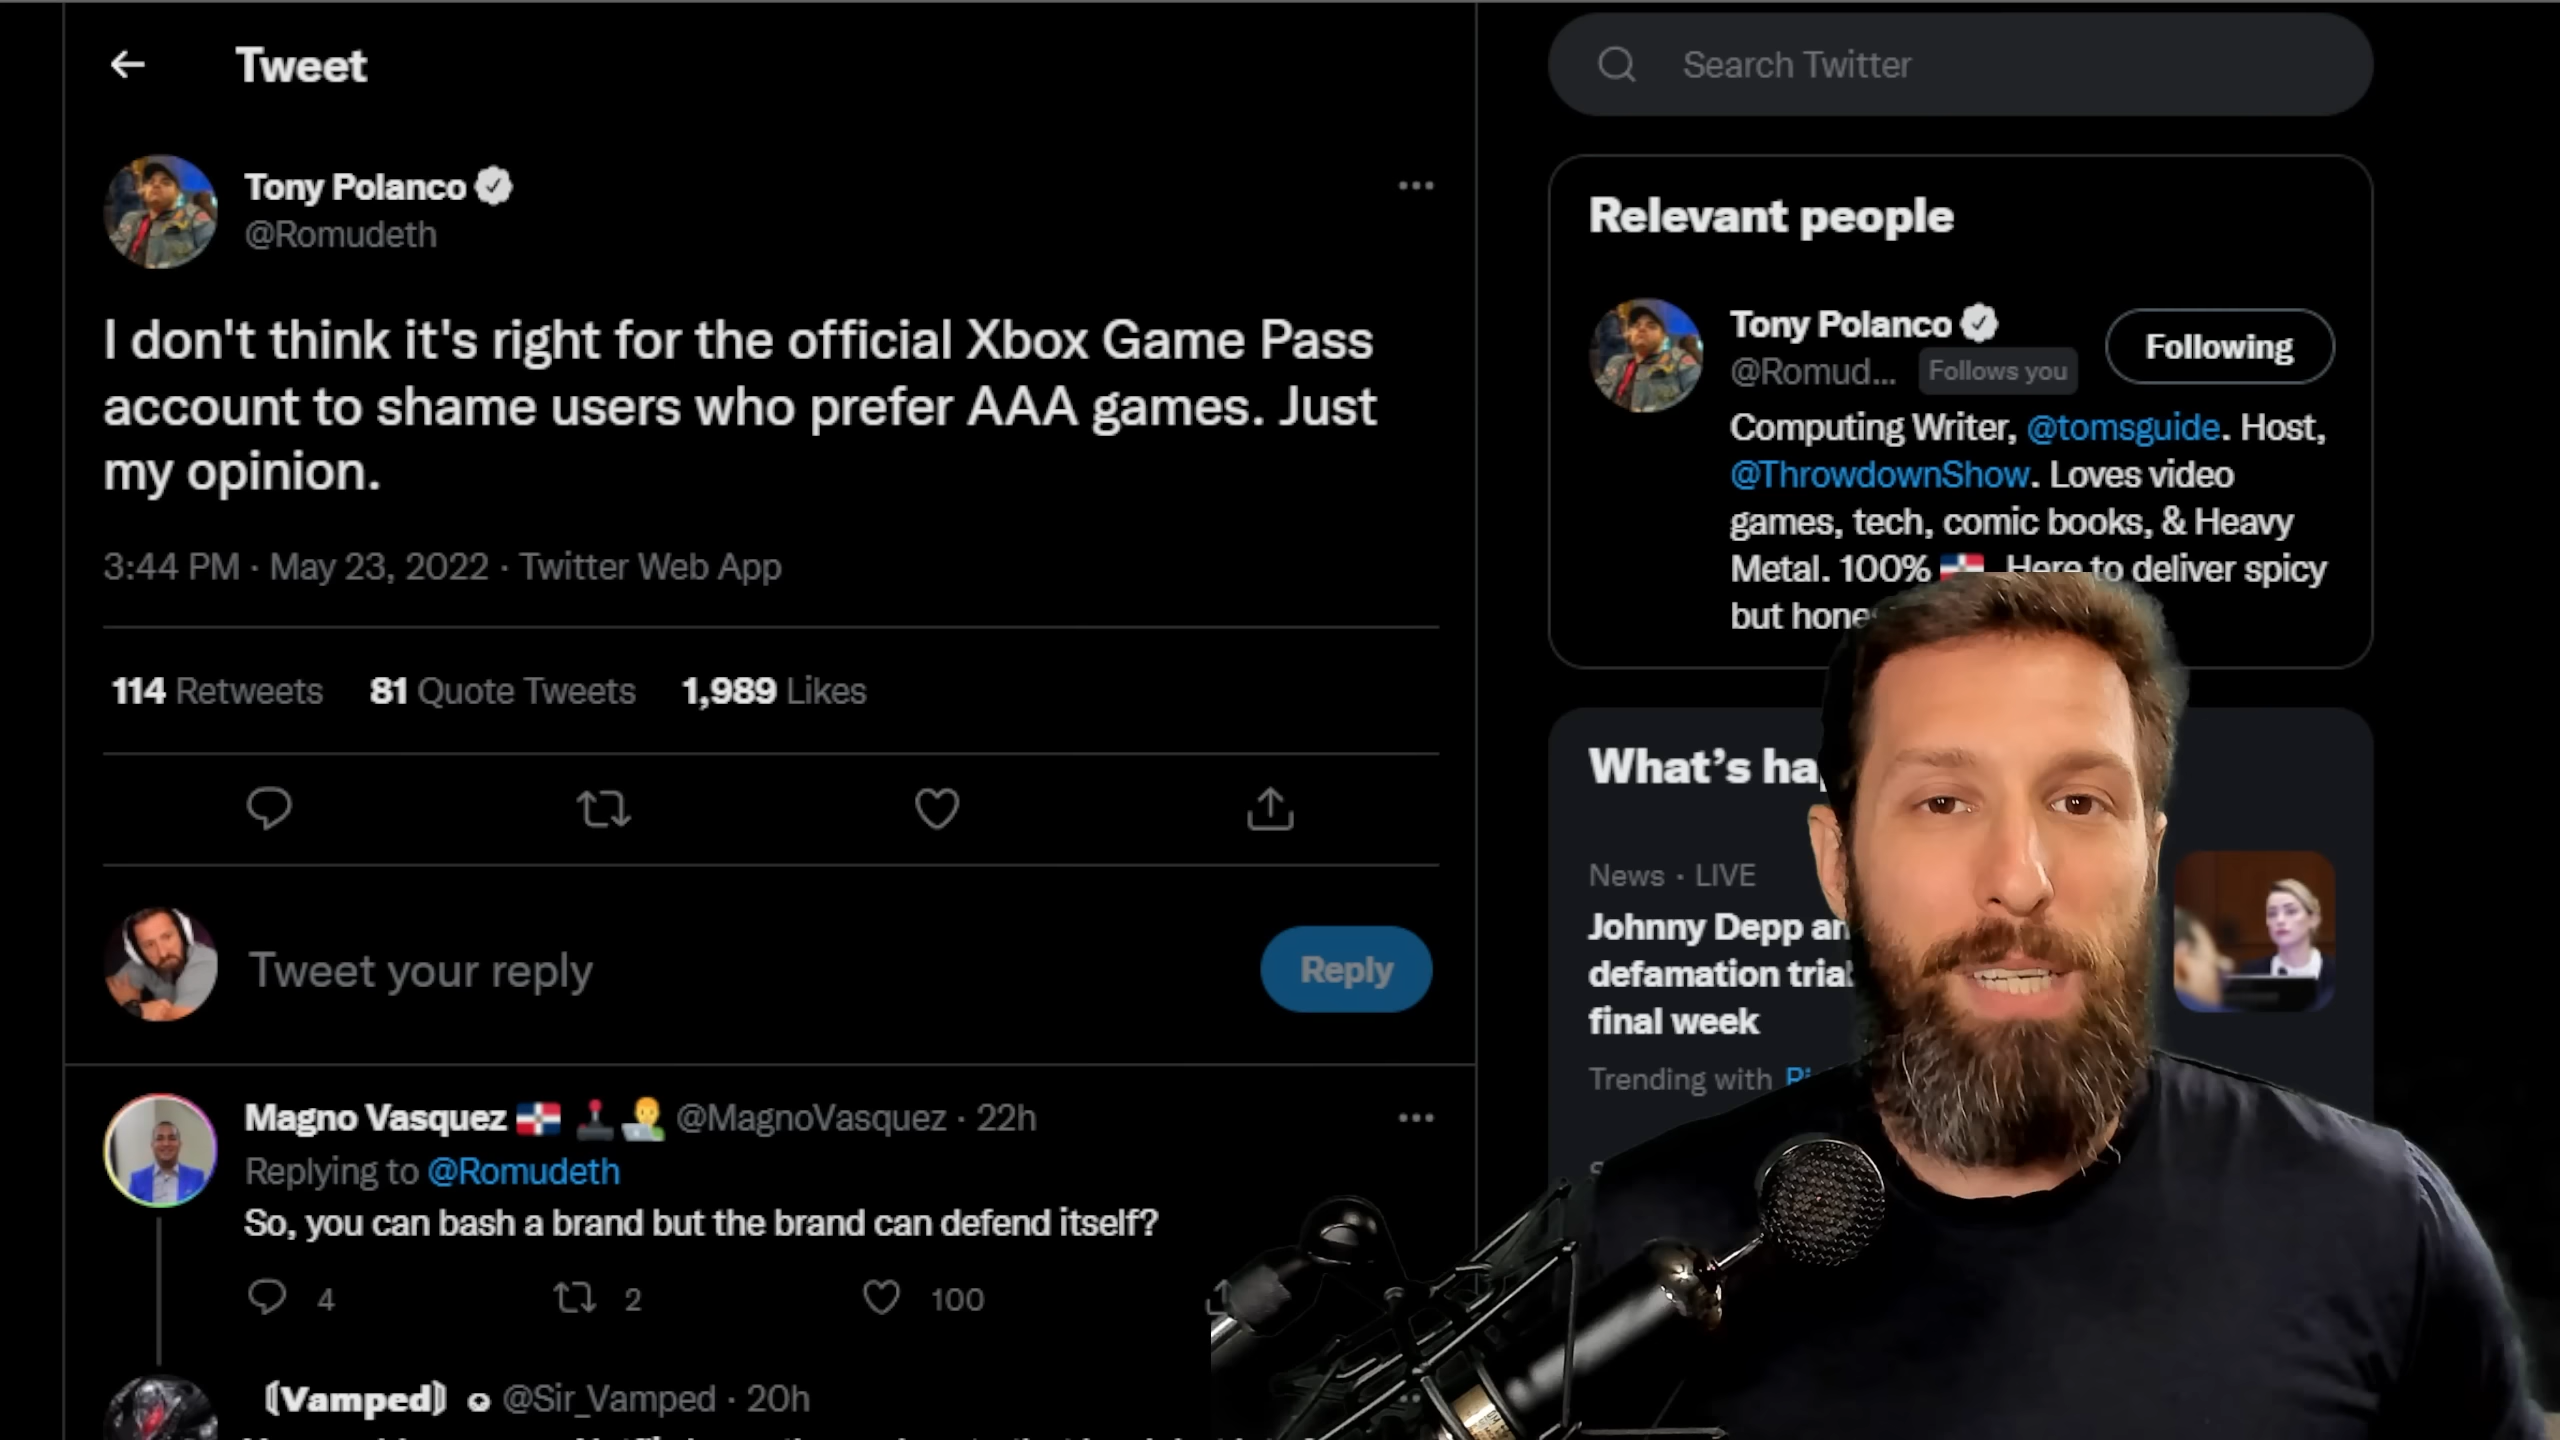 Tweet
Tony Polanco
@Romudeth
I don't think it's right for the official Xbox Game Pass
account to shame users who prefer AAA games. Just
my opinion.
3:44 PM · May 23, 2022 · Twitter Web App
114 Retweets 81 Quote Tweets 1,989 Likes
Tweet your reply
Reply
Magno Vasquez 🇩🇴 🕹️ 👨‍💻 @MagnoVasquez · 22h
Replying to @Romudeth
So, you can bash a brand but the brand can defend itself?
4 2 100
⦗Vamped⦘ @Sir_Vamped · 20h
Search Twitter
Relevant people
Tony Polanco
@Romud... Follows you
Following
Computing Writer, @tomsguide. Host,
@ThrowdownShow. Loves video
games, tech, comic books, & Heavy
Metal. 100% 🇩🇴 Here to deliver spicy
but hone
What's ha
News · LIVE
Johnny Depp an
defamation trial
final week
Trending with